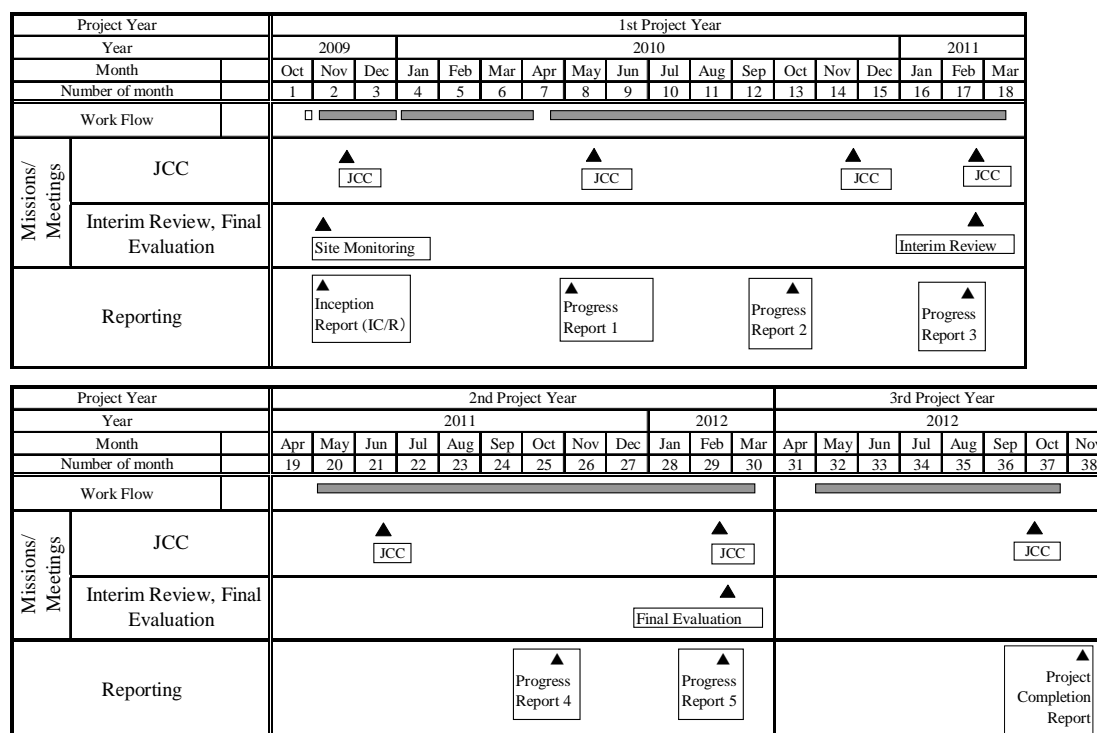 Project Year 1st Project Year
Year 2009 2010 2011
Month Oct Nov Dec Jan Feb Mar Apr May Jun Jul Aug Sep Oct Nov Dec Jan Feb Mar
Number of month 1 2 3 4 5 6 7 8 9 10 11 12 13 14 15 16 17 18
Work Flow
Missions/
Meetings
JCC
JCC JCC JCC JCC
Interim Review, Final
Evaluation
Site Monitoring Interim Review
Reporting
Inception
Report (IC/R)
Progress
Report 1
Progress
Report 2
Progress
Report 3
Project Year 2nd Project Year 3rd Project Year
Year 2011 2012 2012
Month Apr May Jun Jul Aug Sep Oct Nov Dec Jan Feb Mar Apr May Jun Jul Aug Sep Oct Nov
Number of month 19 20 21 22 23 24 25 26 27 28 29 30 31 32 33 34 35 36 37 38
Work Flow
Missions/
Meetings
JCC
JCC JCC JCC
Interim Review, Final
Evaluation
Final Evaluation
Reporting
Progress
Report 4
Progress
Report 5
Project
Completion
Report